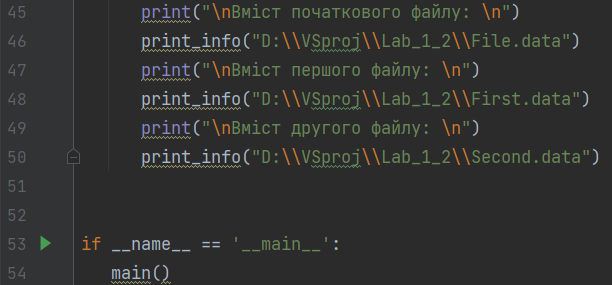 45 print("\nВміст початкового файлу: \n")
46 print_info("D:\\VSproj\\Lab_1_2\\File.data")
47 print("\nВміст першого файлу: \n")
48 print_info("D:\\VSproj\\Lab_1_2\\First.data")
49 print("\nВміст другого файлу: \n")
50 print_info("D:\\VSproj\\Lab_1_2\\Second.data")
51
52
53 if __name__ == '__main__':
54 main()